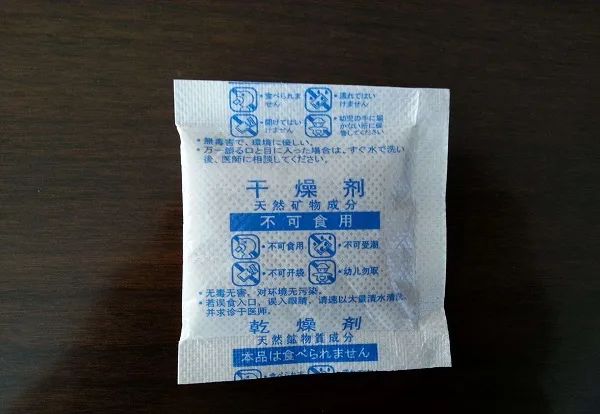 ・食べられません
・濡れてはいけません
・開けてはいけません
・幼児の手に届かない所に保管してください
・無毒害で、環境に優しい。
・万一誤る口と目に入った場合は、すぐ水で洗い
後、医師に相談してください。
干燥剂
天然矿物成分
不可食用
・不可食用 ・不可受潮
・不可开袋 ・幼儿勿取
・无毒无害，对环境无污染。
・若误食入口，误入眼睛，请速以大量清水清洗，
并求诊于医师。
乾燥剤
天然鉱物質成分
本品は食べられません